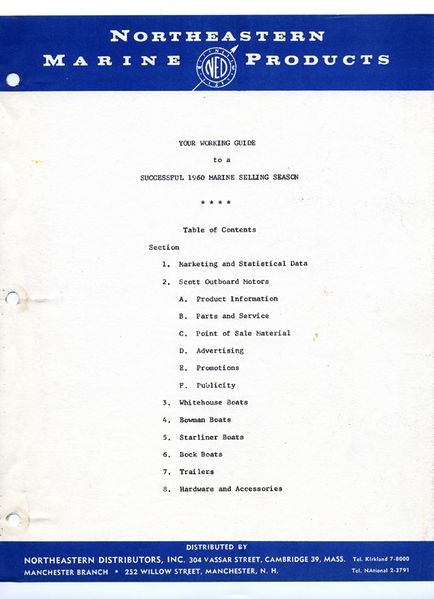 NORTHEASTERN
MARINE PRODUCTS
NED
YOUR WORKING GUIDE
to a
SUCCESSFUL 1960 MARINE SELLING SEASON
* * * *
Table of Contents
Section
1. Marketing and Statistical Data
2. Scott Outboard Motors
A. Product Information
B. Parts and Service
C. Point of Sale Material
D. Advertising
E. Promotions
F. Publicity
3. Whitehouse Boats
4. Bowman Boats
5. Starliner Boats
6. Bock Boats
7. Trailers
8. Hardware and Accessories
DISTRIBUTED BY
NORTHEASTERN DISTRIBUTORS, INC. 304 VASSAR STREET, CAMBRIDGE 39, MASS. Tel. KIrkland 7-8000
MANCHESTER BRANCH • 252 WILLOW STREET, MANCHESTER, N. H. Tel. NAtional 2-3791